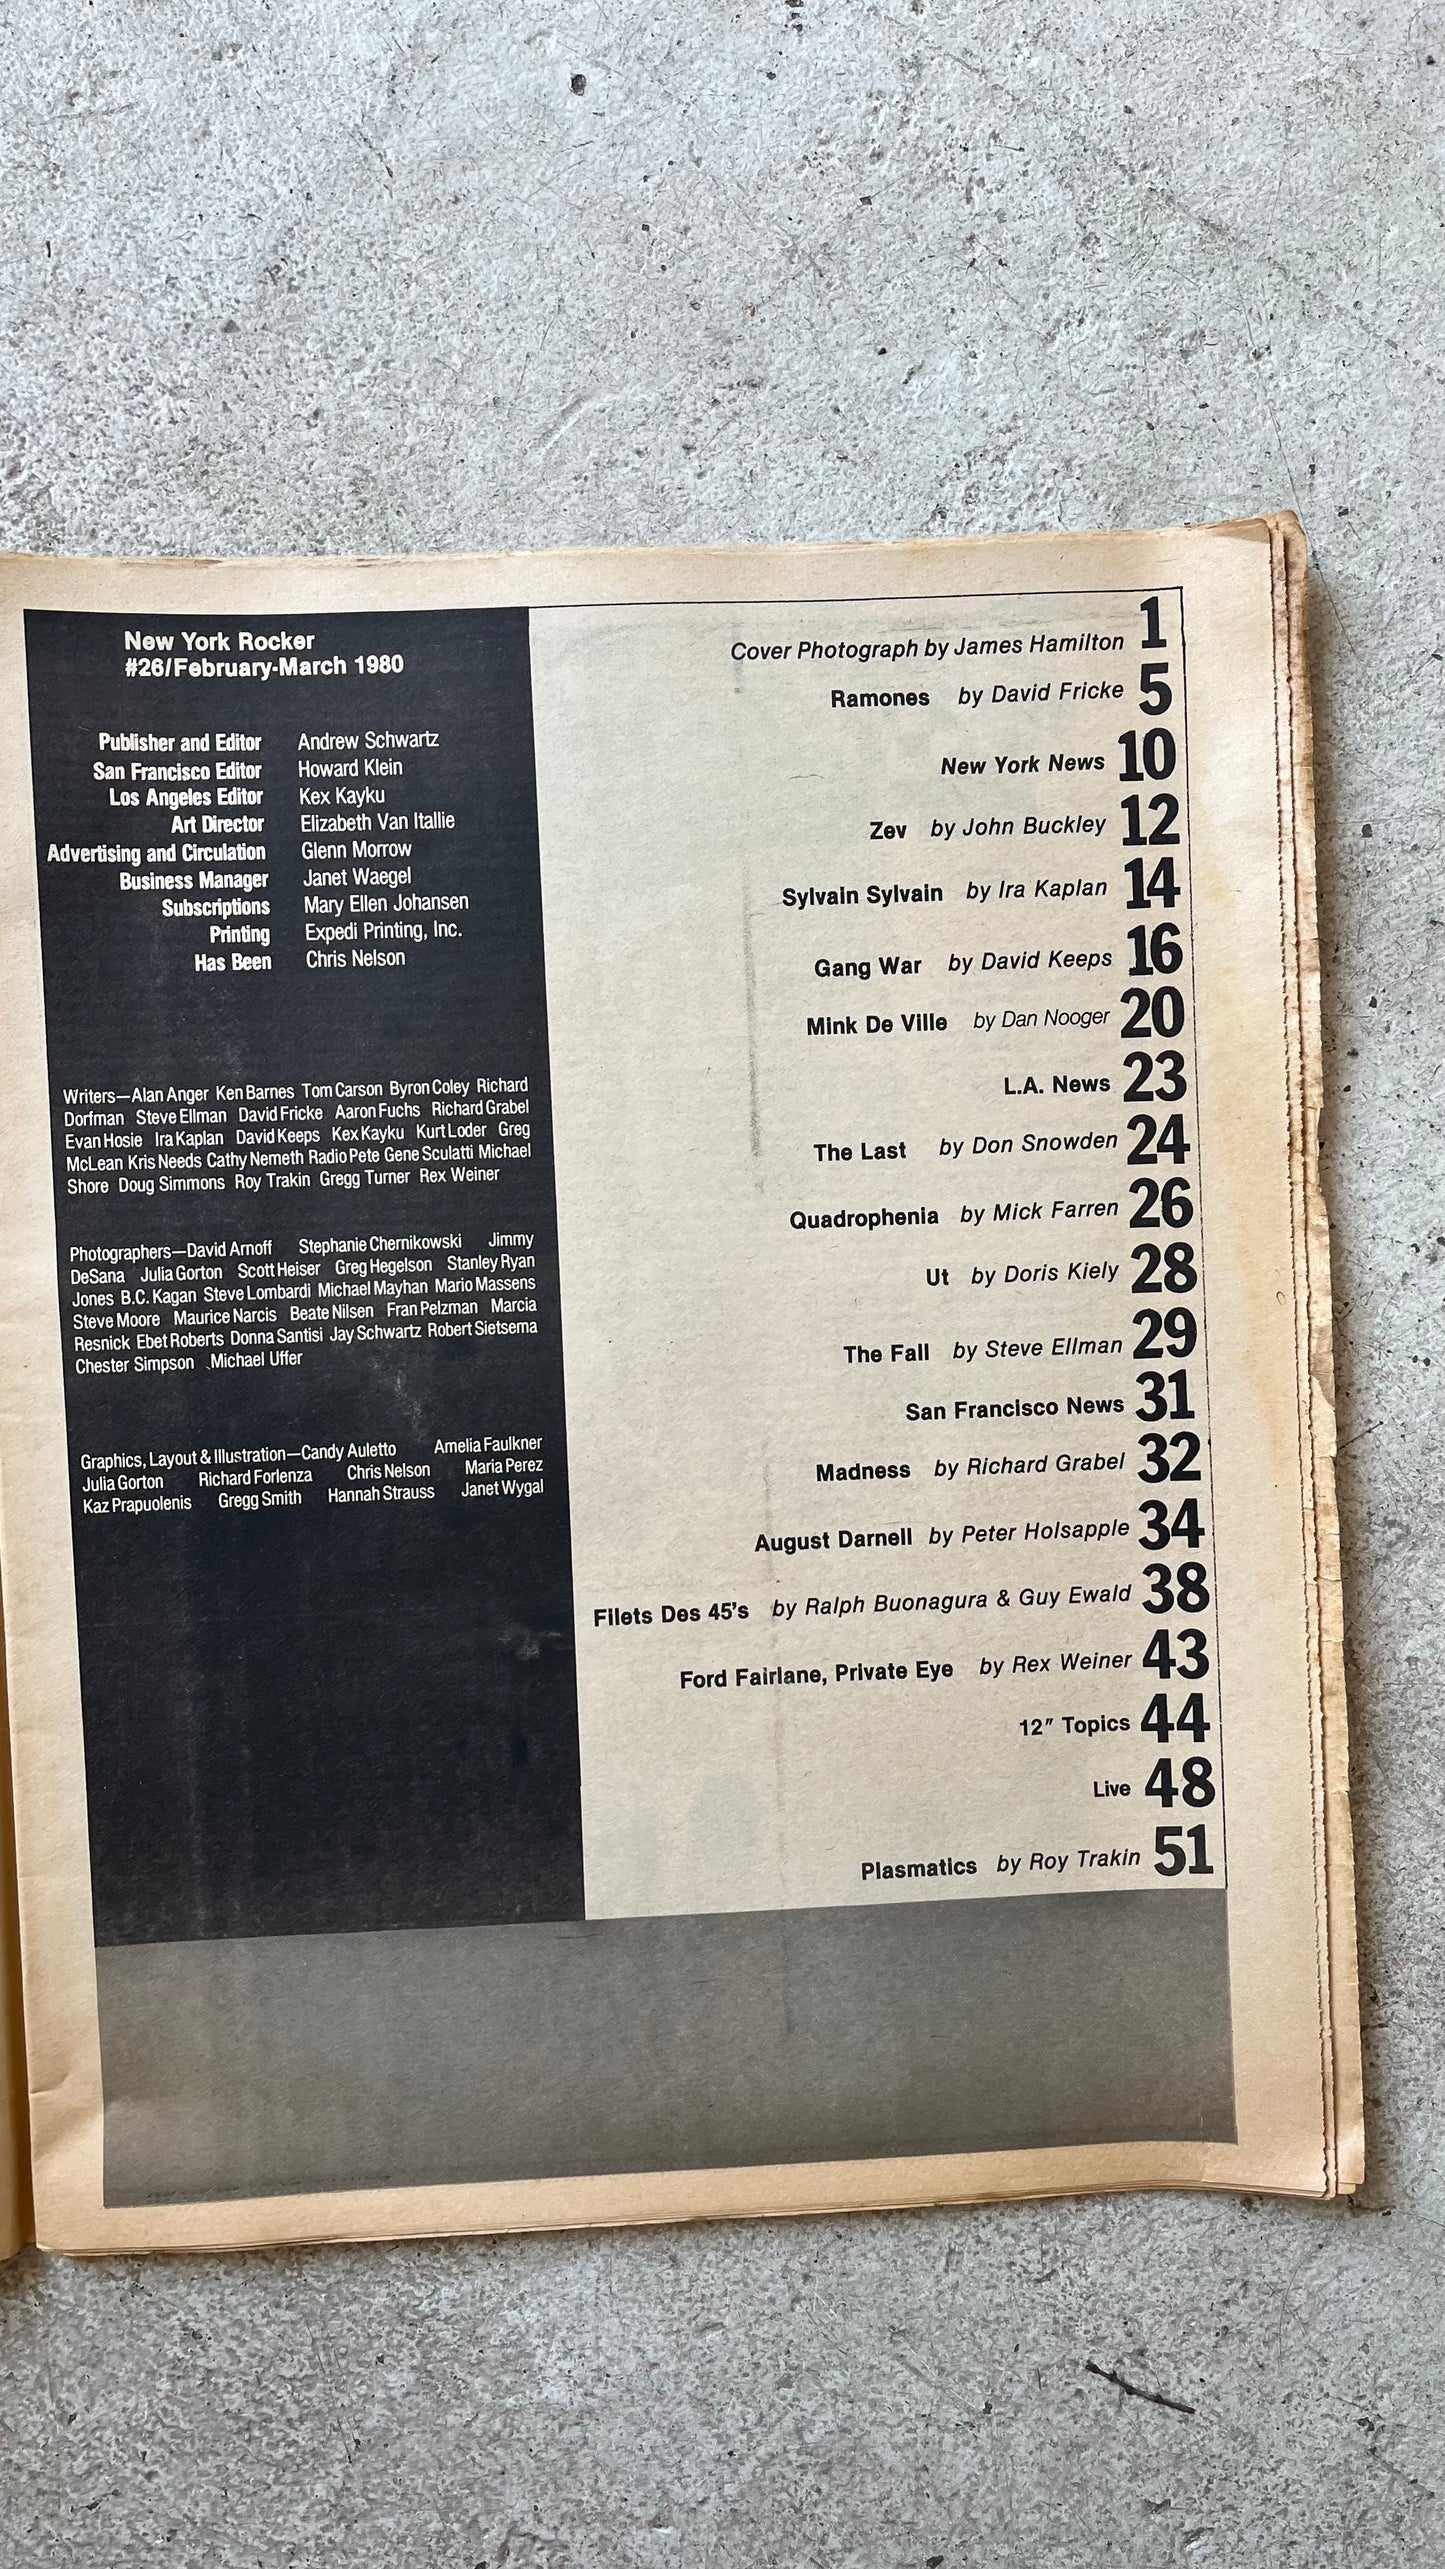 New York Rocker
#26/February-March 1980
Publisher and Editor Andrew Schwartz
San Francisco Editor Howard Klein
Los Angeles Editor Kex Kayku
Art Director Elizabeth Van Itallie
Advertising and Circulation Glenn Morrow
Business Manager Janet Waegel
Subscriptions Mary Ellen Johansen
Printing Expedi Printing, Inc.
Has Been Chris Nelson
Writers—Alan Anger Ken Barnes Tom Carson Byron Coley Richard
Dorfman Steve Ellman David Fricke Aaron Fuchs Richard Grabel
Evan Hosie Ira Kaplan David Keeps Kex Kayku Kurt Loder Greg
McLean Kris Needs Cathy Nemeth Radio Pete Gene Sculatti Michael
Shore Doug Simmons Roy Trakin Gregg Turner Rex Weiner
Photographers—David Arnoff Stephanie Chernikowski Jimmy
DeSana Julia Gorton Scott Heiser Greg Hegelson Stanley Ryan
Jones B.C. Kagan Steve Lombardi Michael Mayhan Mario Massens
Steve Moore Maurice Narcis Beate Nilsen Fran Pelzman Marcia
Resnick Ebet Roberts Donna Santisi Jay Schwartz Robert Sietsema
Chester Simpson Michael Uffer
Graphics, Layout & Illustration—Candy Auletto Amelia Faulkner
Julia Gorton Richard Forlenza Chris Nelson Maria Perez
Kaz Prapuolenis Gregg Smith Hannah Strauss Janet Wygal
Cover Photograph by James Hamilton 1
Ramones by David Fricke 5
New York News 10
Zev by John Buckley 12
Sylvain Sylvain by Ira Kaplan 14
Gang War by David Keeps 16
Mink De Ville by Dan Nooger 20
L.A. News 23
The Last by Don Snowden 24
Quadrophenia by Mick Farren 26
Ut by Doris Kiely 28
The Fall by Steve Ellman 29
San Francisco News 31
Madness by Richard Grabel 32
August Darnell by Peter Holsapple 34
Filets Des 45's by Ralph Buonagura & Guy Ewald 38
Ford Fairlane, Private Eye by Rex Weiner 43
12″ Topics 44
Live 48
Plasmatics by Roy Trakin 51